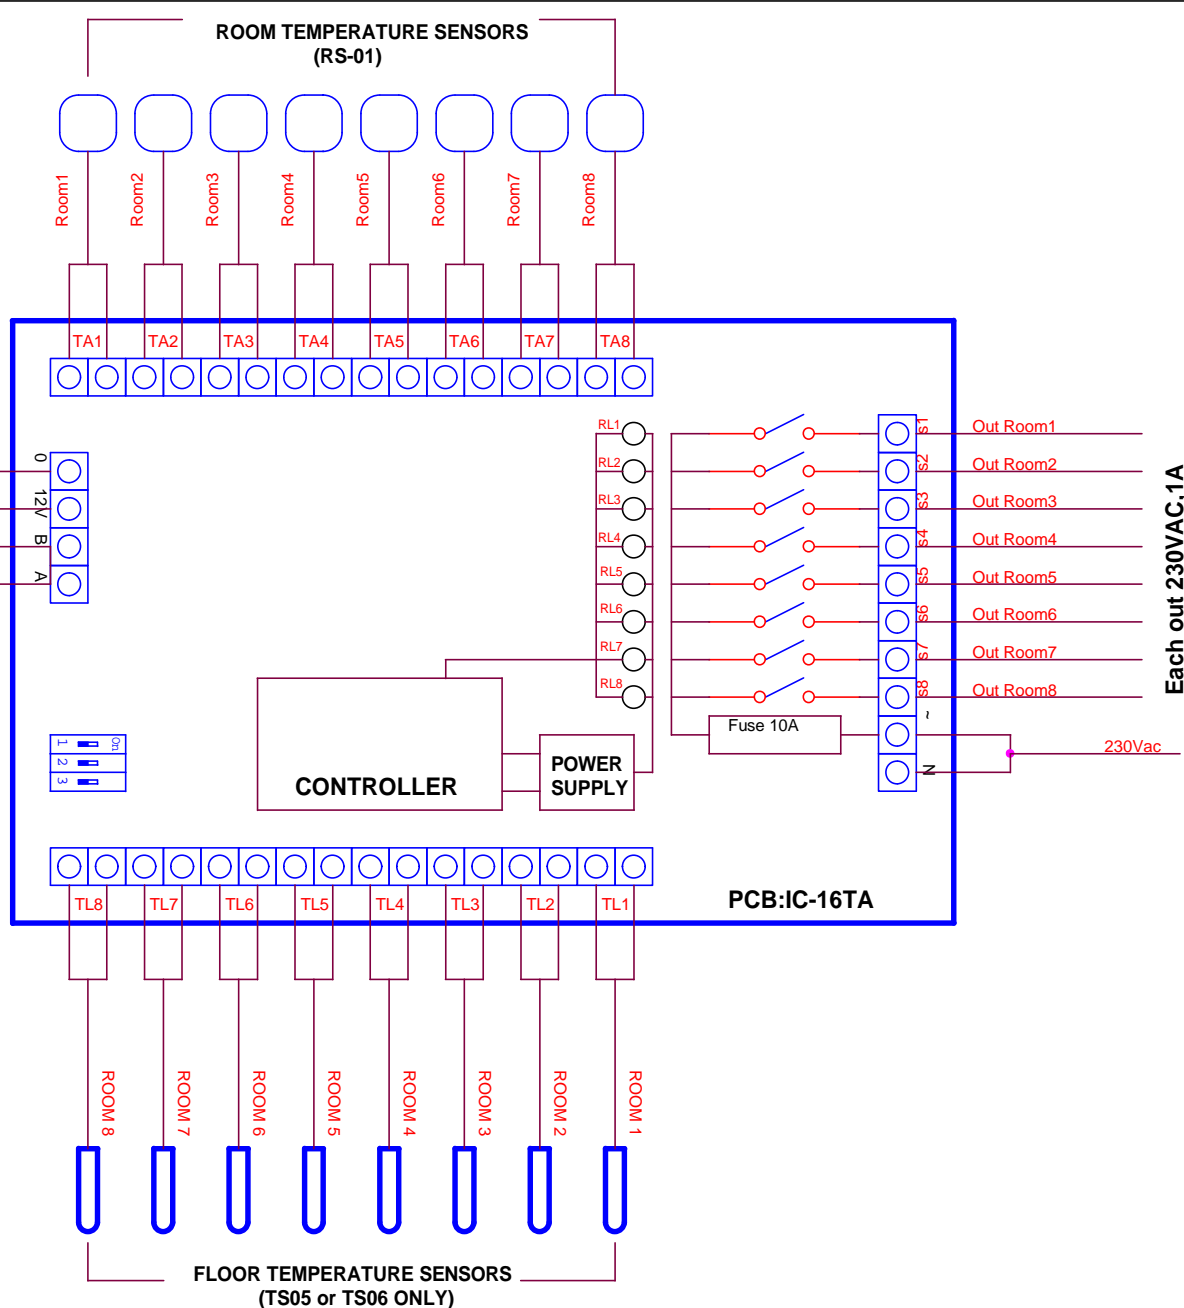 ROOM TEMPERATURE SENSORS
(RS-01)
Room1
Room2
Room3
Room4
Room5
Room6
Room7
Room8
TA1
TA2
TA3
TA4
TA5
TA6
TA7
TA8
0
12V
B
A
RL1
RL2
RL3
RL4
RL5
RL6
RL7
RL8
s1
s2
s3
s4
s5
s6
s7
s8
~
N
Out Room1
Out Room2
Out Room3
Out Room4
Out Room5
Out Room6
Out Room7
Out Room8
Each out 230VAC,1A
Fuse 10A
230Vac
On
1
2
3
CONTROLLER
POWER
SUPPLY
PCB:IC-16TA
TL8
TL7
TL6
TL5
TL4
TL3
TL2
TL1
ROOM 8
ROOM 7
ROOM 6
ROOM 5
ROOM 4
ROOM 3
ROOM 2
ROOM 1
FLOOR TEMPERATURE SENSORS
(TS05 or TS06 ONLY)